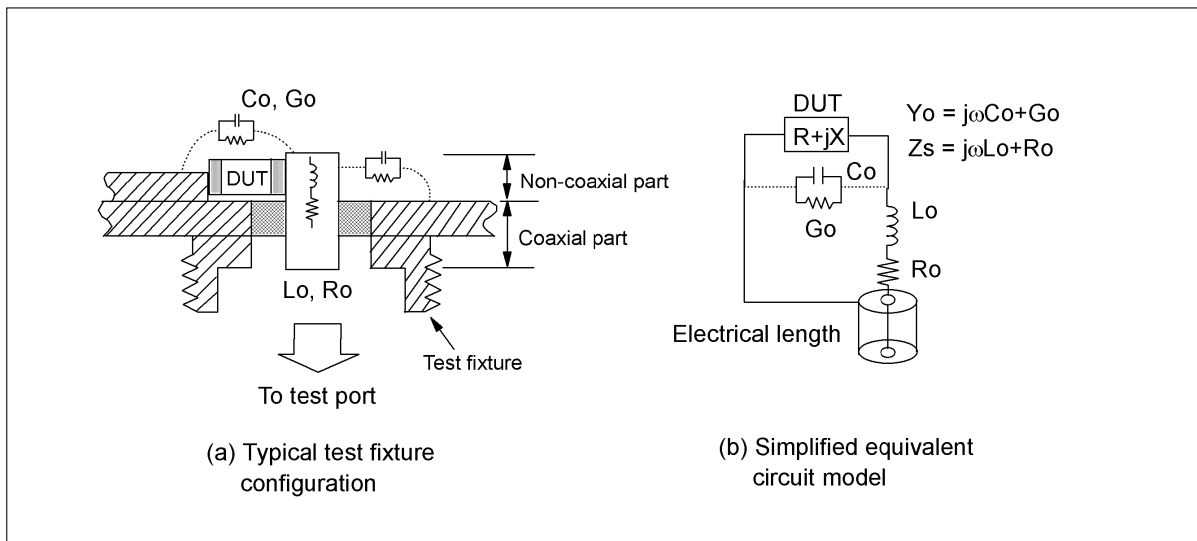 Co, Go
DUT
Non-coaxial part
Coaxial part
Lo, Ro
Test fixture
To test port
(a) Typical test fixture
configuration
DUT
R+jX
Yo = jωCo+Go
Zs = jωLo+Ro
Co
Go
Lo
Ro
Electrical length
(b) Simplified equivalent
circuit model